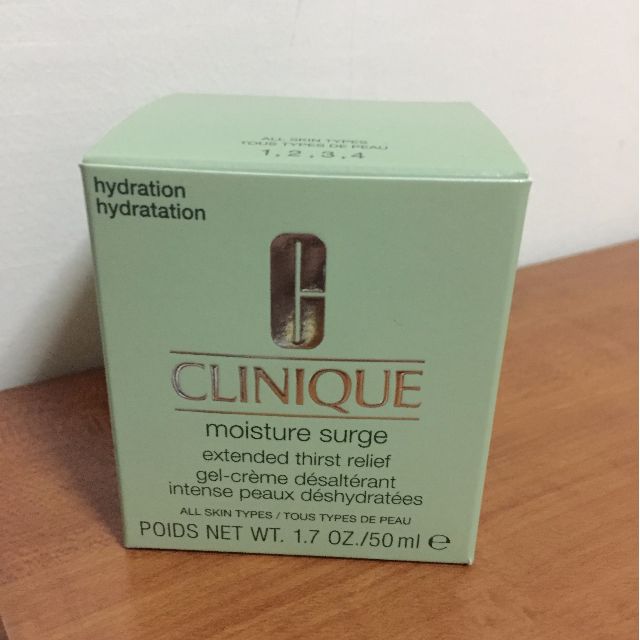 ALL SKIN TYPES
TOUS TYPES DE PEAU
1,2,3,4
hydration
hydratation
C
CLINIQUE
moisture surge
extended thirst relief
gel-crème désaltérant
intense peaux déshydratées
ALL SKIN TYPES / TOUS TYPES DE PEAU
POIDS NET WT. 1.7 OZ./50 ml e